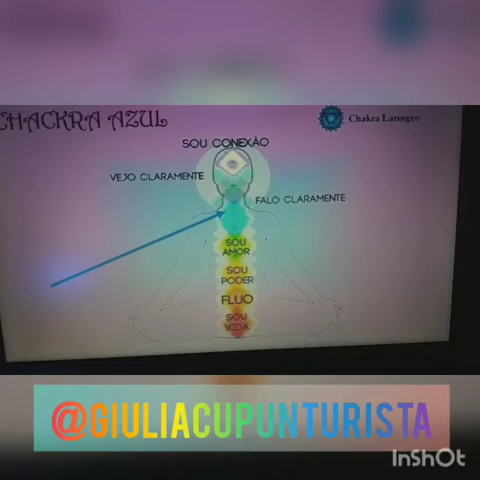 CHACKRA AZUL
Chakra Laringeo
SOU CONEXÃO
VEJO CLARAMENTE
FALO CLARAMENTE
SOU
AMOR
SOU
PODER
FLUO
SOU
VIDA
@GIULIACUPUNTURISTA
InShOt